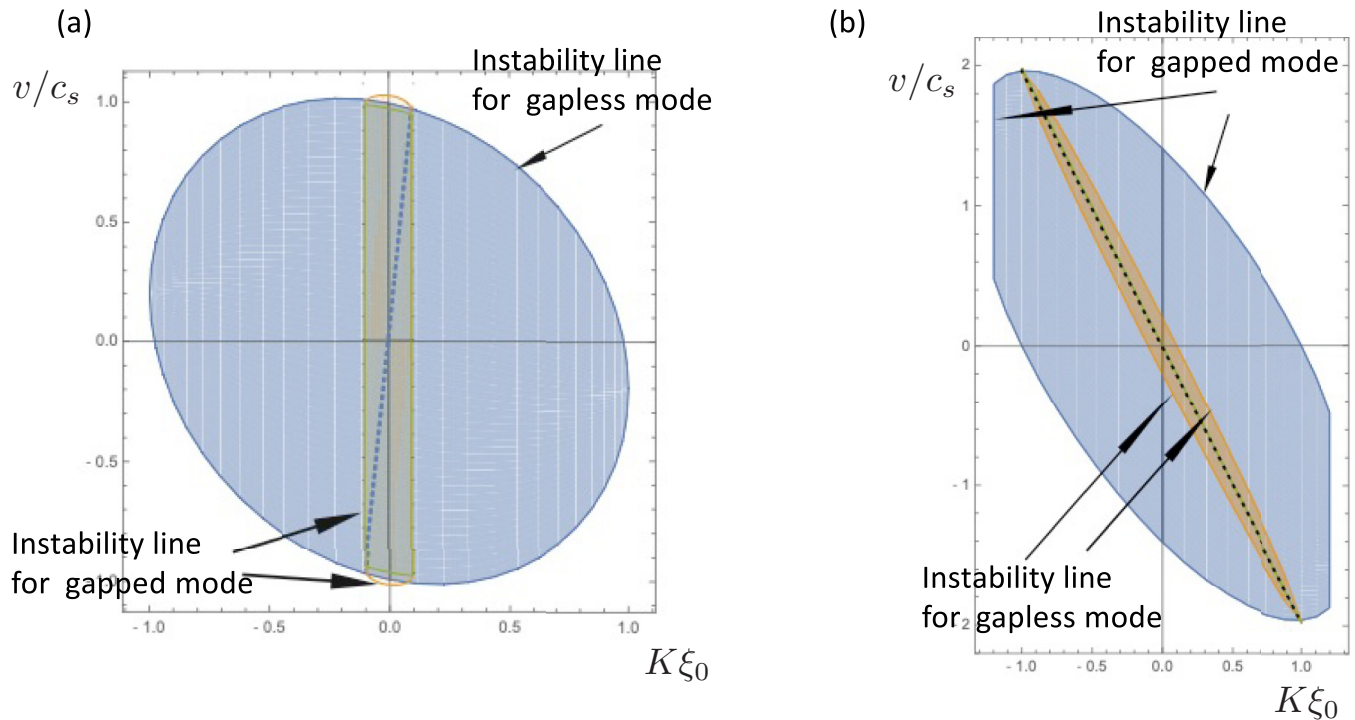 (a)
Instability line
for gapless mode
v/c_s
1.0
0.5
0.0
- 0.5
- 1.0
Instability line
for gapped mode
- 1.0 - 0.5 0.0 0.5 1.0
Kξ_0
(b)
Instability line
for gapped mode
v/c_s
2
1
0
- 1
Instability line
for gapless mode
- 2
- 1.0 - 0.5 0.0 0.5 1.0
Kξ_0